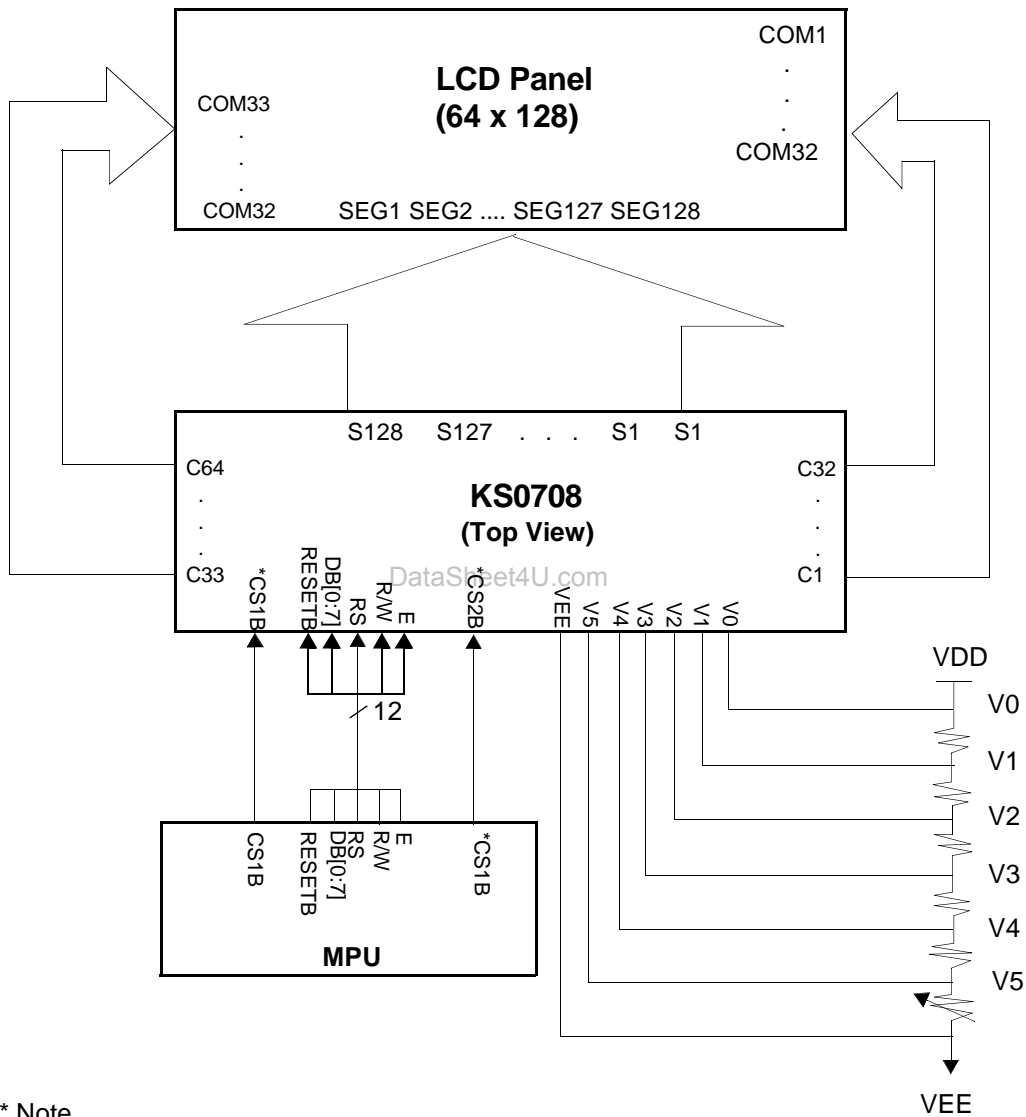 COM1
.
.
.
COM32
LCD Panel
(64 x 128)
COM33
.
.
.
COM32
SEG1 SEG2 .... SEG127 SEG128
S128 S127 . . . S1 S1
C64
.
.
.
C33
KS0708
(Top View)
C32
.
.
.
C1
DataSheet4U.com
*CS1B
RESETB
DB[0:7]
RS
R/W
E
*CS2B
VEE
V5
V4
V3
V2
V1
V0
12
CS1B
RESETB
DB[0:7]
RS
R/W
E
*CS1B
MPU
VDD
V0
V1
V2
V3
V4
V5
VEE
* Note